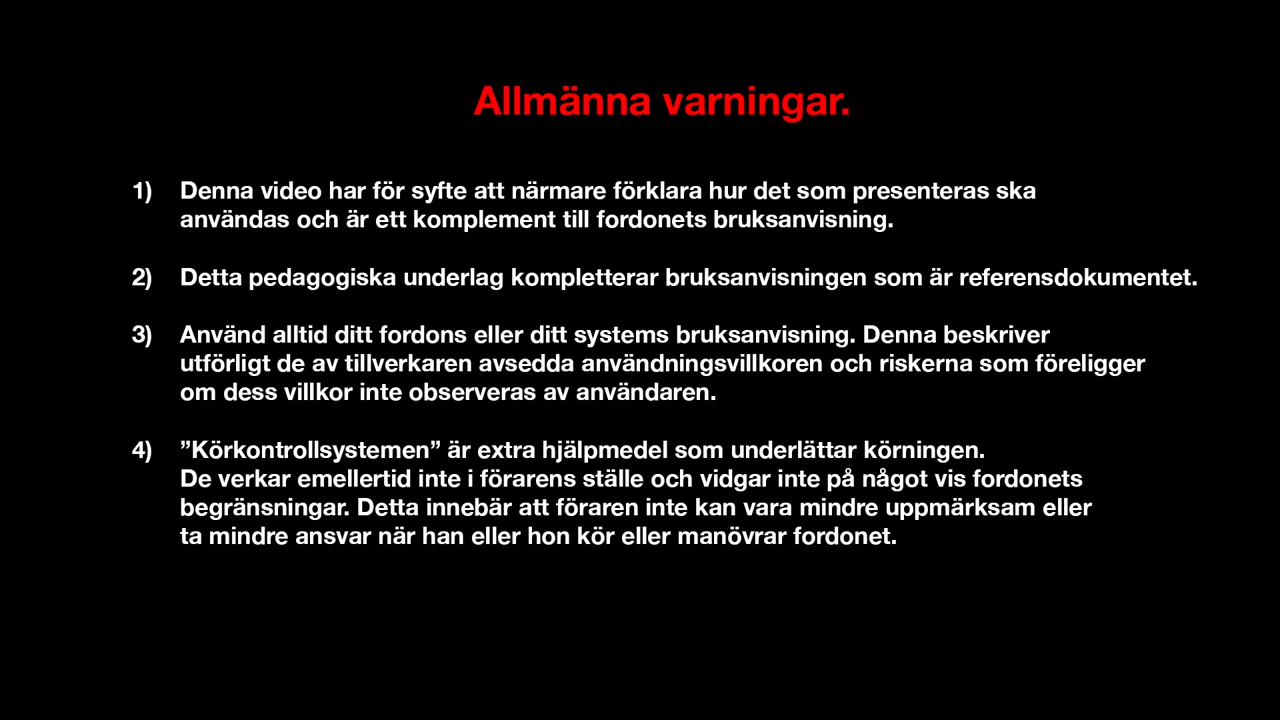 Allmänna varningar.
1) Denna video har för syfte att närmare förklara hur det som presenteras ska
användas och är ett komplement till fordonets bruksanvisning.
2) Detta pedagogiska underlag kompletterar bruksanvisningen som är referensdokumentet.
3) Använd alltid ditt fordons eller ditt systems bruksanvisning. Denna beskriver
utförligt de av tillverkaren avsedda användningsvillkoren och riskerna som föreligger
om dess villkor inte observeras av användaren.
4) ”Körkontrollsystemen” är extra hjälpmedel som underlättar körningen.
De verkar emellertid inte i förarens ställe och vidgar inte på något vis fordonets
begränsningar. Detta innebär att föraren inte kan vara mindre uppmärksam eller
ta mindre ansvar när han eller hon kör eller manövrar fordonet.